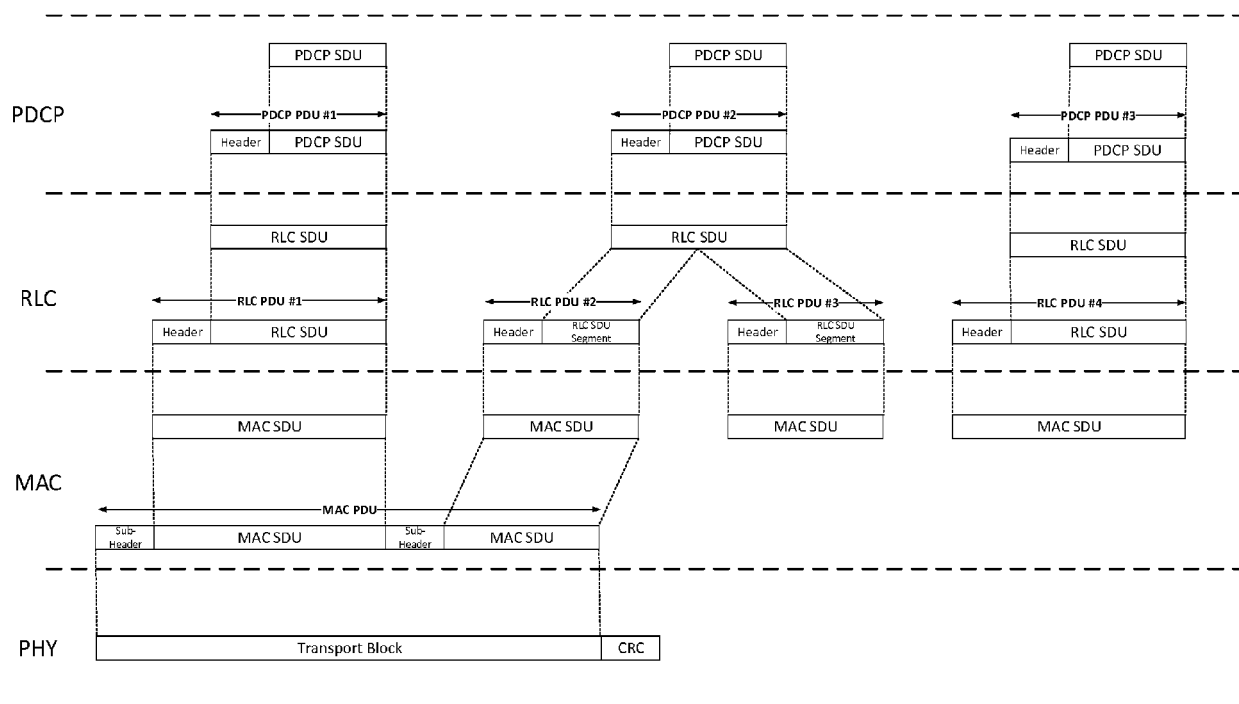 PDCP SDU PDCP SDU PDCP SDU
PDCP
PDCP PDU #1 PDCP PDU #2 PDCP PDU #3
Header PDCP SDU Header PDCP SDU Header PDCP SDU
RLC SDU RLC SDU RLC SDU
RLC
RLC PDU #1 RLC PDU #2 RLC PDU #3 RLC PDU #4
Header RLC SDU Header RLC SDU Segment Header RLC SDU Segment Header RLC SDU
MAC SDU MAC SDU MAC SDU MAC SDU
MAC
MAC PDU
Sub-Header MAC SDU Sub-Header MAC SDU
PHY
Transport Block CRC